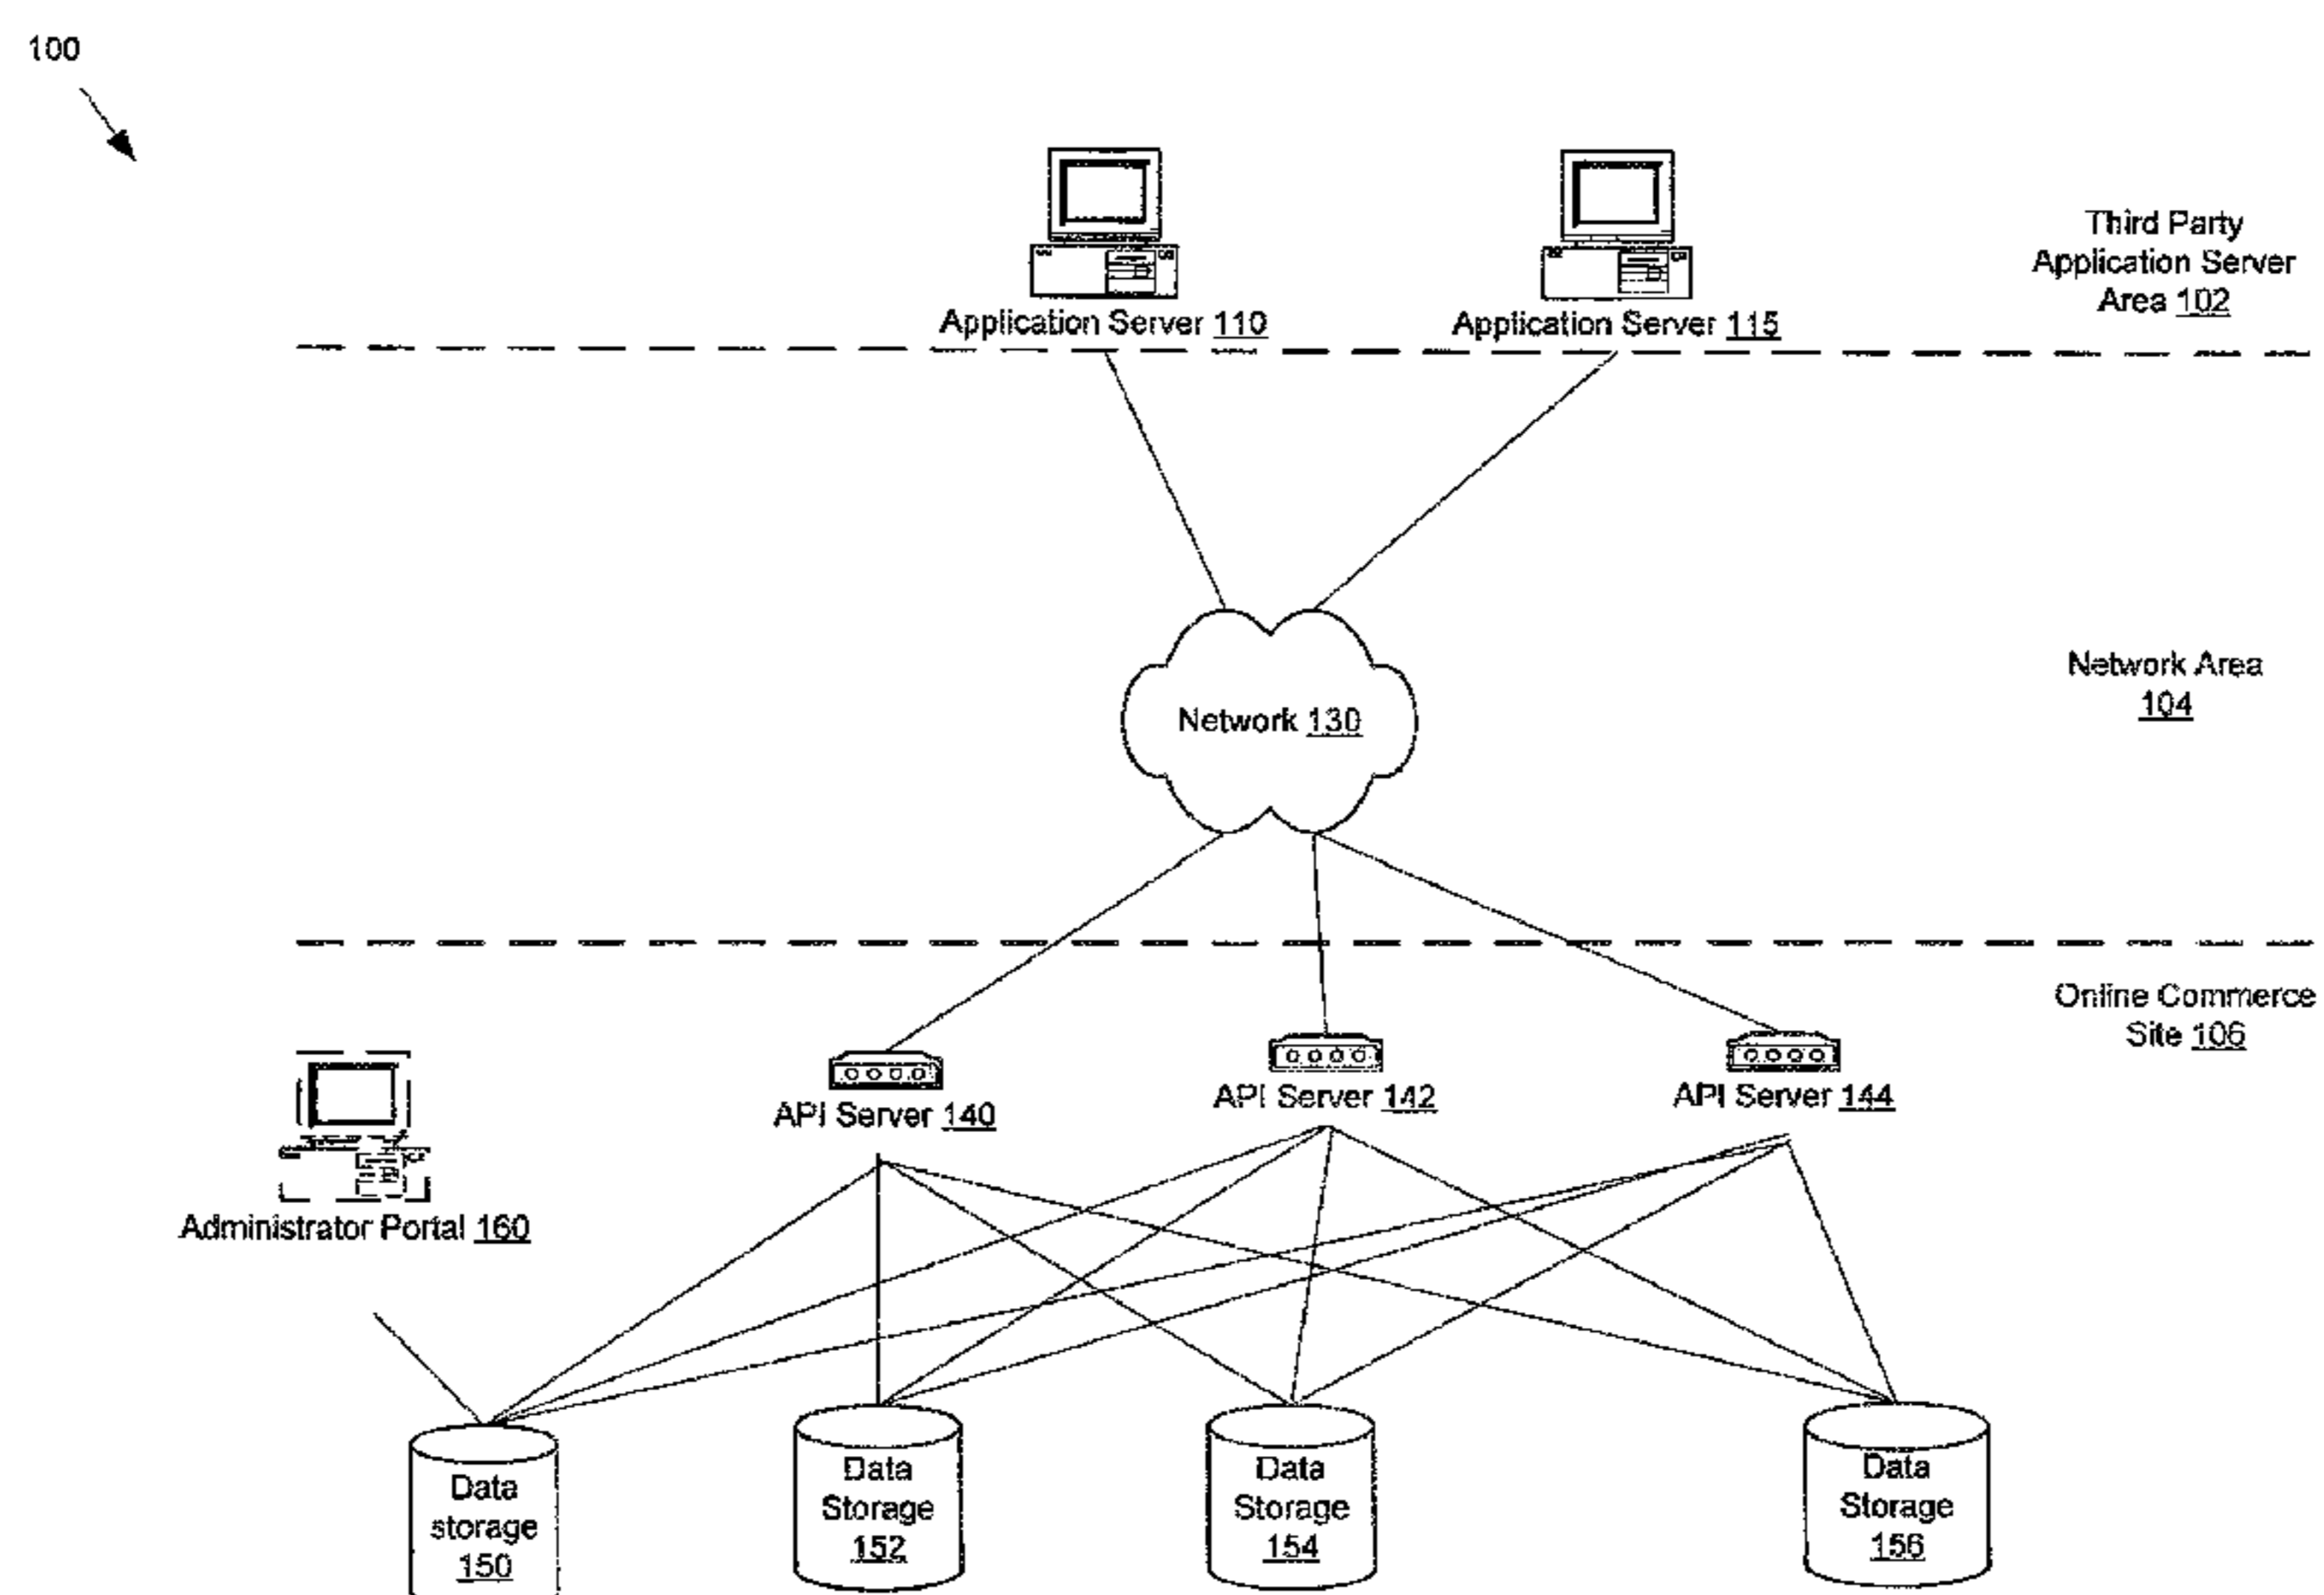 100
Third Party
Application Server
Area 102
Application Server 110
Application Server 115
Network Area
104
Network 130
Online Commerce
Site 106
API Server 140
API Server 142
API Server 144
Administrator Portal 160
Data
storage
150
Data
Storage
152
Data
Storage
154
Data
Storage
156